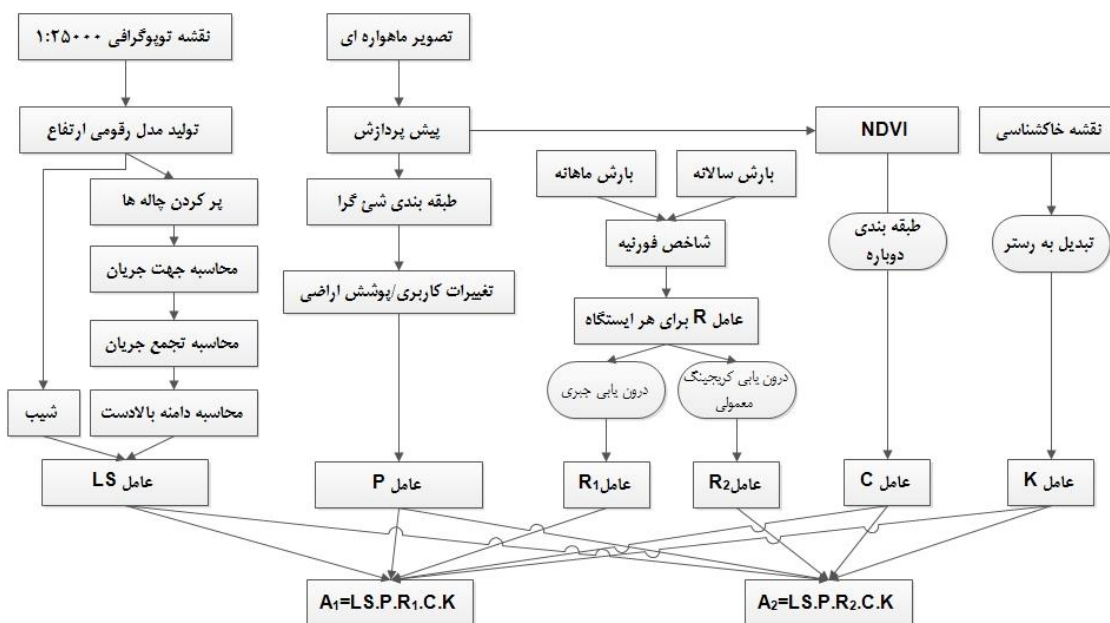 نقشه توپوگرافی ۱:۲۵۰۰۰
تصویر ماهواره ای
تولید مدل رقومی ارتفاع
پیش پردازش
NDVI
نقشه خاکشناسی
بارش ماهانه
بارش سالانه
پر کردن چاله ها
طبقه بندی شئ گرا
شاخص فورنیه
طبقه بندی
دوباره
تبدیل به رستر
محاسبه جهت جریان
تغییرات کاربری/پوشش اراضی
عامل R برای هر ایستگاه
محاسبه تجمع جریان
درون یابی جبری
درون یابی کریجینگ
معمولی
شیب
محاسبه دامنه بالادست
عامل LS
عامل P
عامل R1
عامل R2
عامل C
عامل K
A1=LS.P.R1.C.K
A2=LS.P.R2.C.K